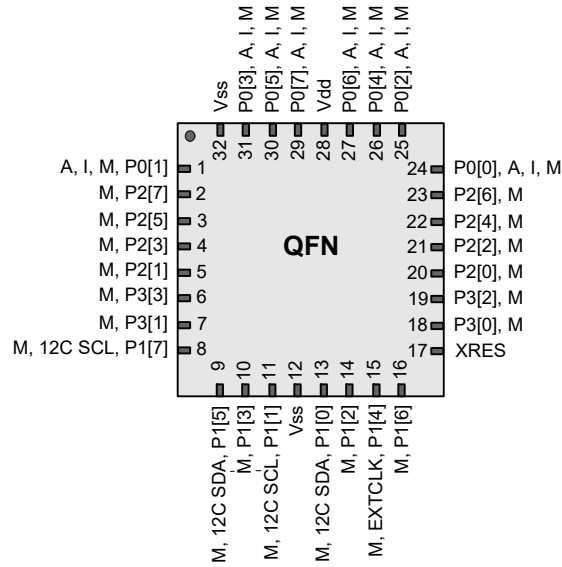 Vss
P0[3], A, I, M
P0[5], A, I, M
P0[7], A, I, M
Vdd
P0[6], A, I, M
P0[4], A, I, M
P0[2], A, I, M
32
31
30
29
28
27
26
25
A, I, M, P0[1] 1
M, P2[7] 2
M, P2[5] 3
M, P2[3] 4
M, P2[1] 5
M, P3[3] 6
M, P3[1] 7
M, 12C SCL, P1[7] 8
QFN
24 P0[0], A, I, M
23 P2[6], M
22 P2[4], M
21 P2[2], M
20 P2[0], M
19 P3[2], M
18 P3[0], M
17 XRES
9
10
11
12
13
14
15
16
M, 12C SDA, P1[5]
M, P1[3]
M, 12C SCL, P1[1]
Vss
M, 12C SDA, P1[0]
M, P1[2]
M, EXTCLK, P1[4]
M, P1[6]